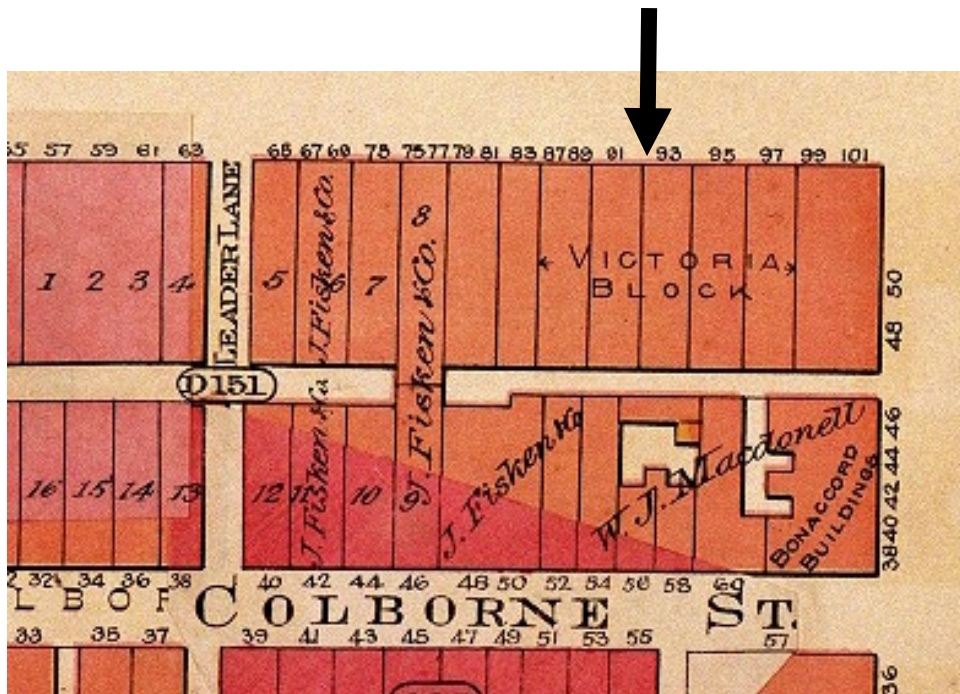 55 57 59 61 63 65 67 69 73 75 77 79 81 83 87 89 91 93 95 97 99 101
LEADER LANE
1 2 3 4 5 6 7 8
J. Fisken & Co.
J. Fisken & Co.
VICTORIA
BLOCK
50
48
D151
16 15 14 13 12 11 10 9
J. Fisken & Co.
J. Fisken & Co
W. J. Macdonell
BONACCORD
BUILDINGS
46
44
42
40
38
32 34 36 38 40 42 44 46 48 50 52 54 56 58 60
LBOR
COLBORNE ST.
33 35 37 39 41 43 45 47 49 51 53 55 57
36